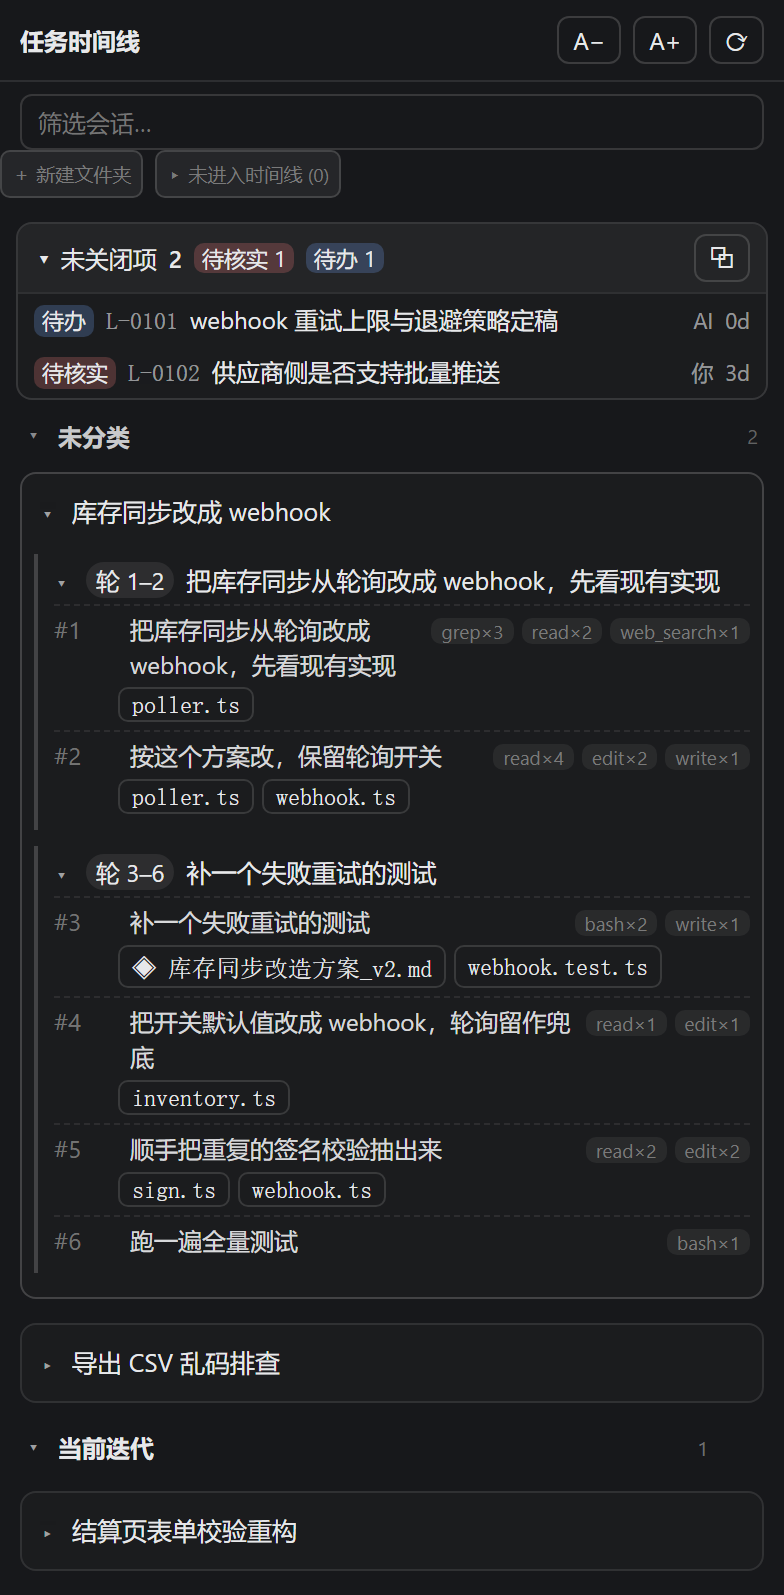 任务时间线 A− A+ ⟳
筛选会话…
+ 新建文件夹 ▸ 未进入时间线 (0)
▾ 未关闭项 2 待核实 1 待办 1
待办 L-0101 webhook 重试上限与退避策略定稿 AI 0d
待核实 L-0102 供应商侧是否支持批量推送 你 3d
▾ 未分类 2
▾ 库存同步改成 webhook
▾ 轮 1–2 把库存同步从轮询改成 webhook，先看现有实现
#1 把库存同步从轮询改成 grep×3 read×2 web_search×1
webhook，先看现有实现
poller.ts
#2 按这个方案改，保留轮询开关 read×4 edit×2 write×1
poller.ts webhook.ts
▾ 轮 3–6 补一个失败重试的测试
#3 补一个失败重试的测试 bash×2 write×1
◈ 库存同步改造方案_v2.md webhook.test.ts
#4 把开关默认值改成 webhook，轮询留作兜 read×1 edit×1
底
inventory.ts
#5 顺手把重复的签名校验抽出来 read×2 edit×2
sign.ts webhook.ts
#6 跑一遍全量测试 bash×1
▸ 导出 CSV 乱码排查
▾ 当前迭代 1
▸ 结算页表单校验重构